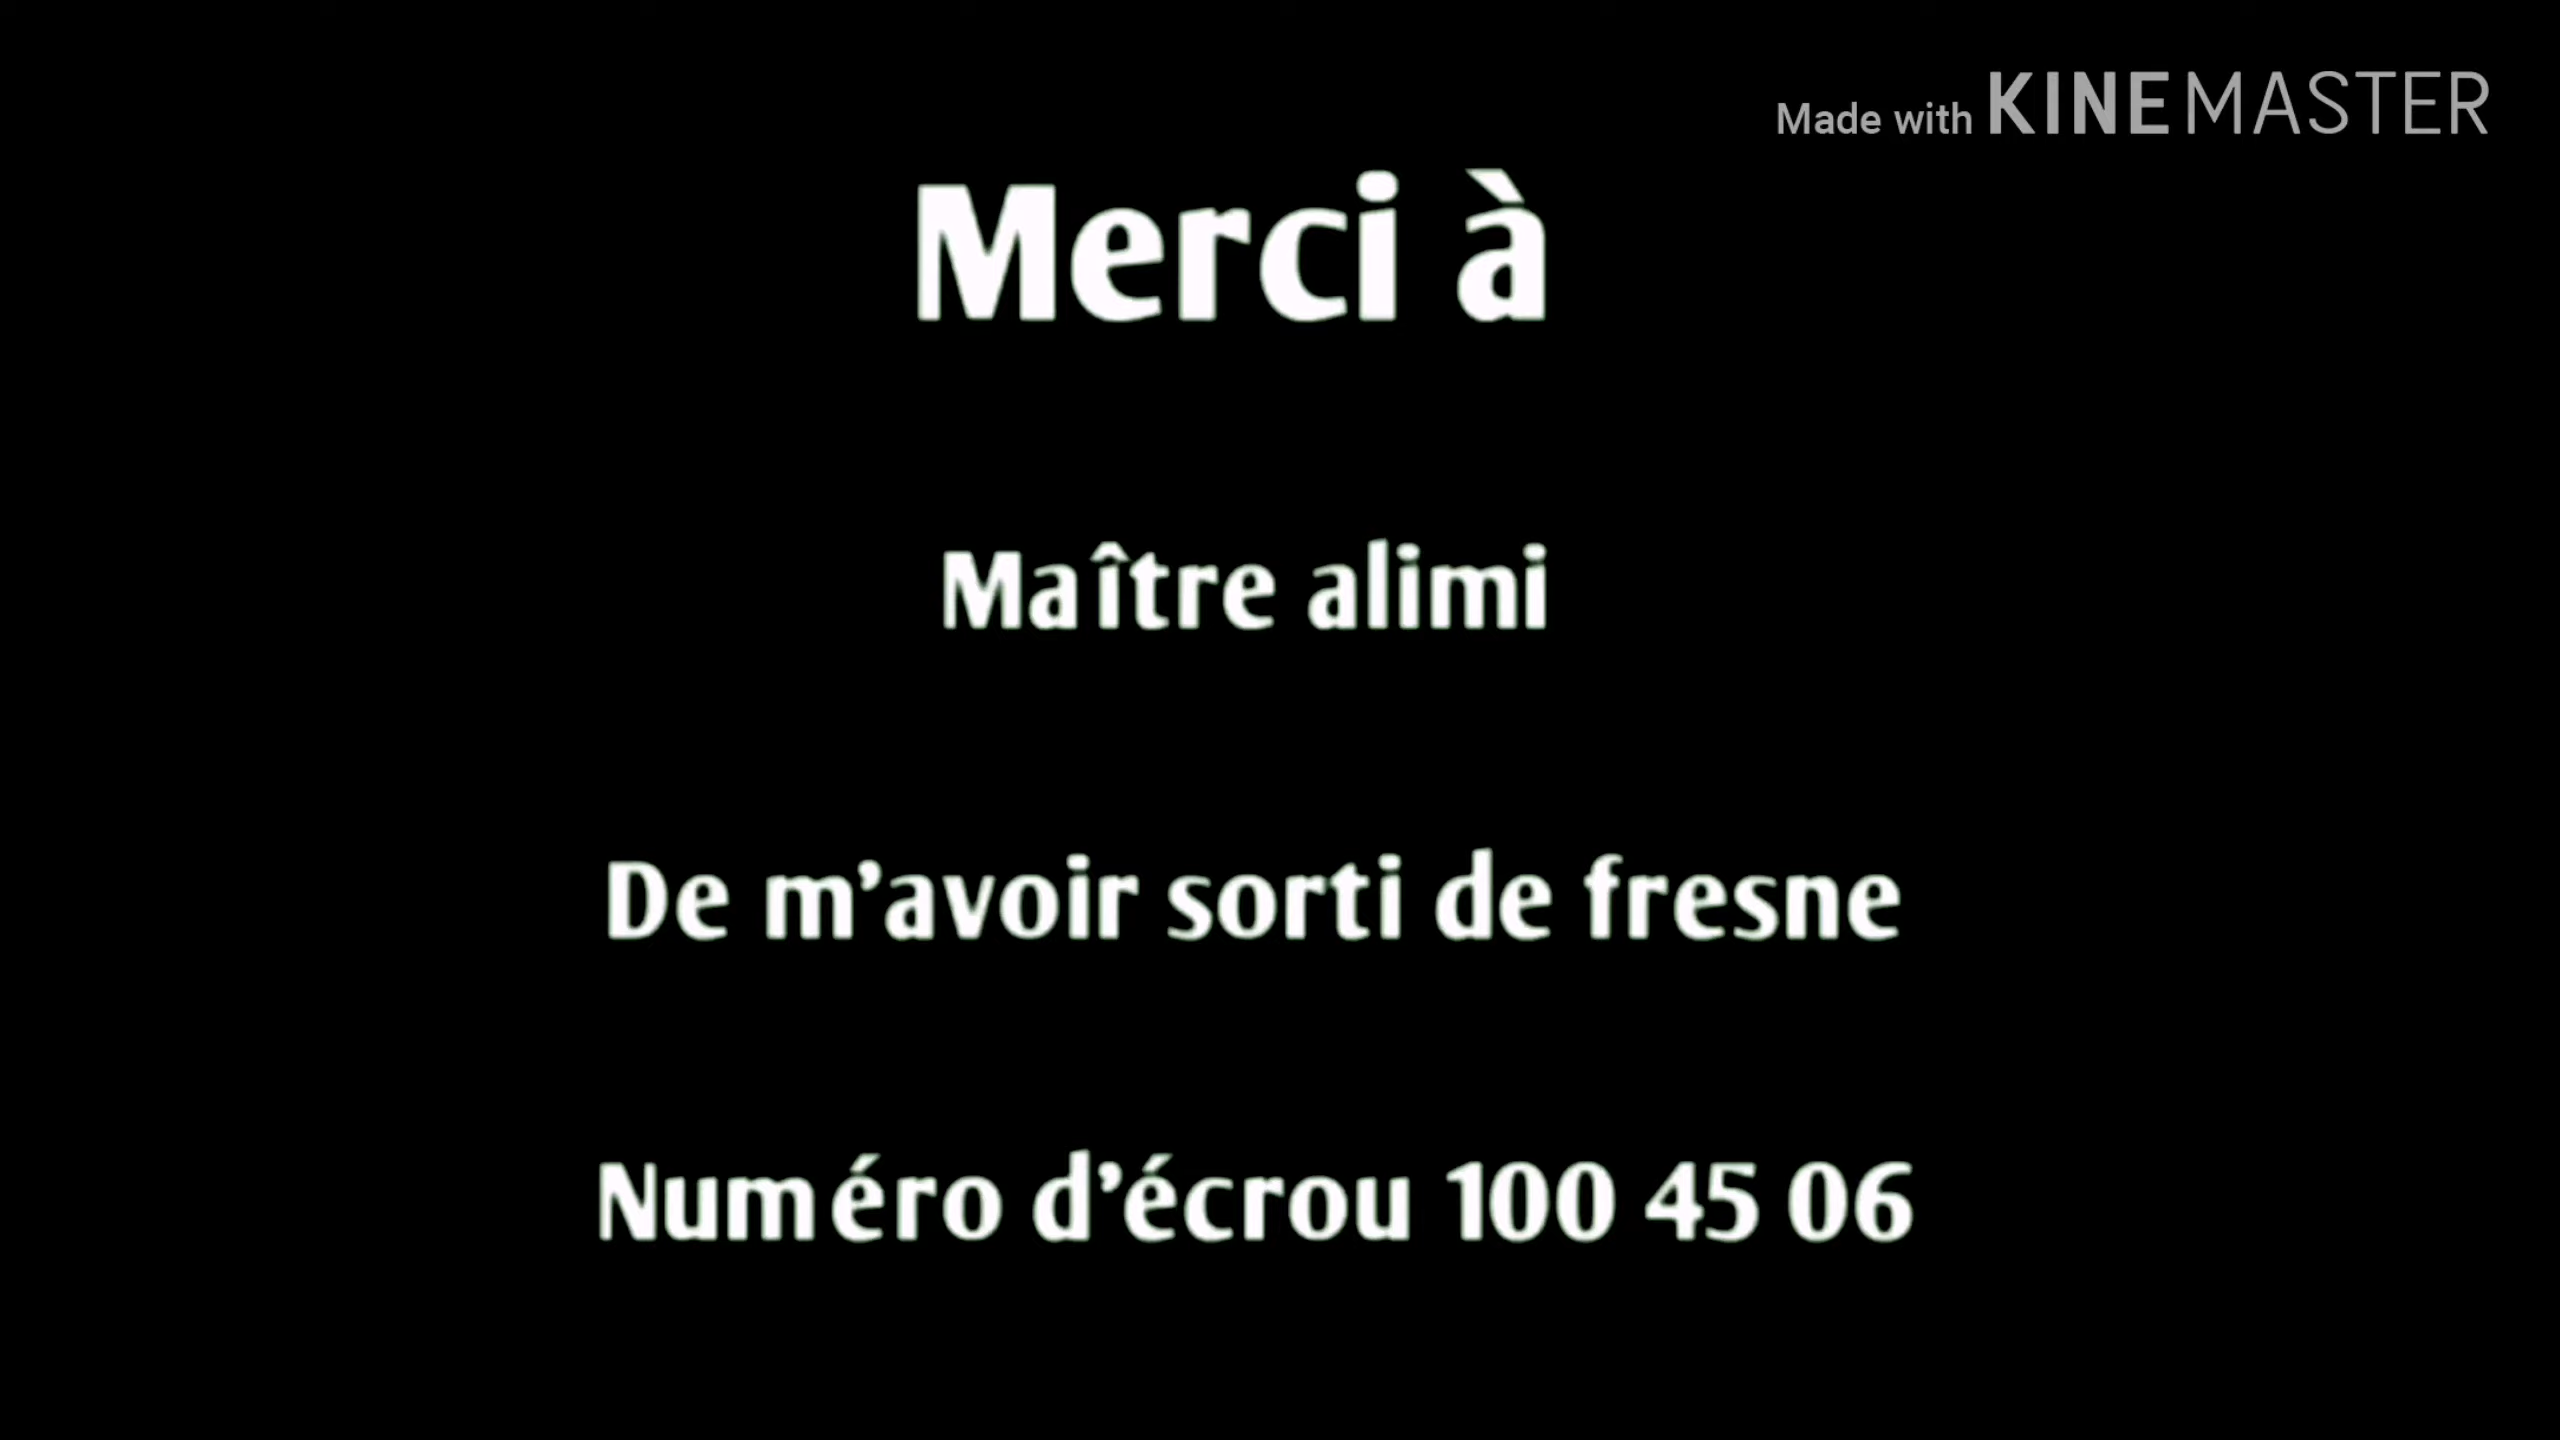 Made with KINEMASTER
Merci à
Maître alimi
De m’avoir sorti de fresne
Numéro d’écrou 100 45 06